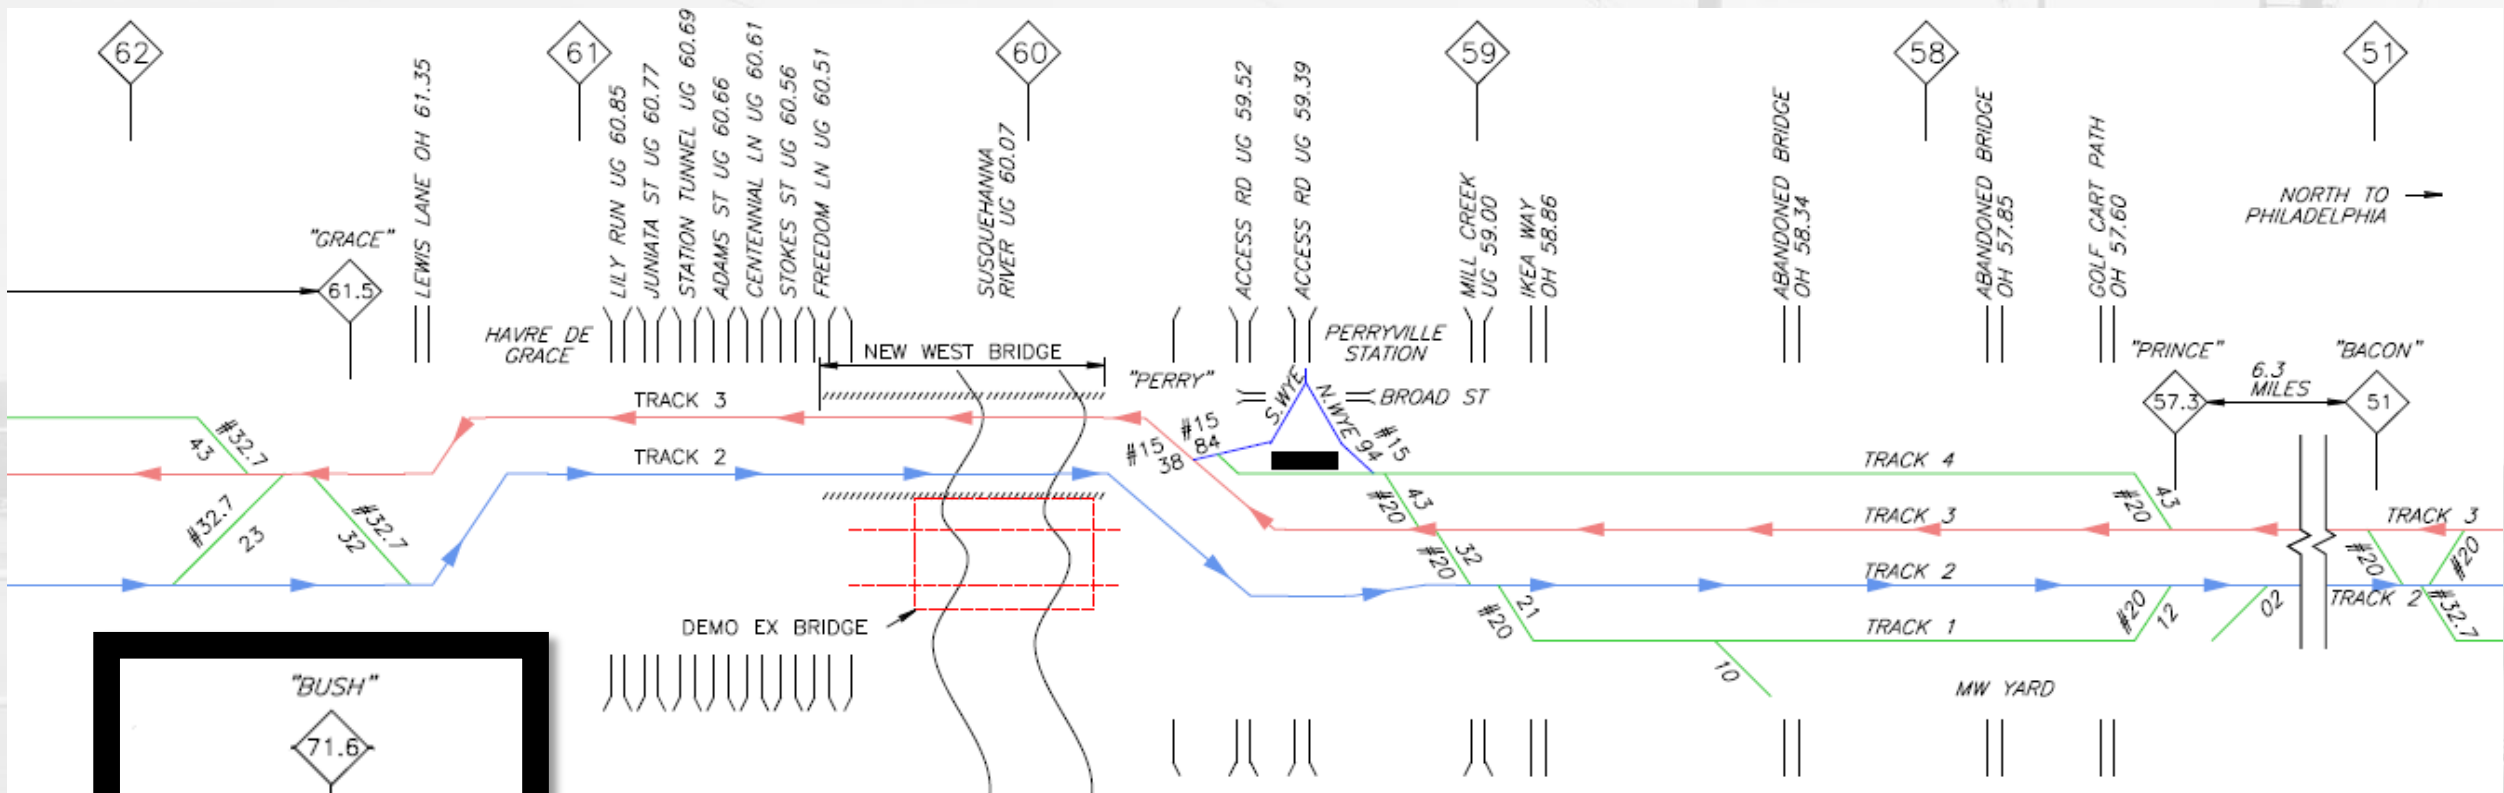 62
61
60
59
58
51
LEWIS LANE OH 61.35
LILY RUN UG 60.85
JUNIATA ST UG 60.77
STATION TUNNEL UG 60.69
ADAMS ST UG 60.66
CENTENNIAL LN UG 60.61
STOKES ST UG 60.56
FREEDOM LN UG 60.51
SUSQUEHANNA
RIVER UG 60.07
ACCESS RD UG 59.52
ACCESS RD UG 59.39
MILL CREEK
UG 59.00
IKEA WAY
OH 58.86
ABANDONED BRIDGE
OH 58.34
ABANDONED BRIDGE
OH 57.85
GOLF CART PATH
OH 57.60
NORTH TO
PHILADELPHIA
"GRACE"
61.5
HAVRE DE
GRACE
NEW WEST BRIDGE
"PERRY"
PERRYVILLE
STATION
BROAD ST
"PRINCE"
57.3
6.3
MILES
"BACON"
51
S.WYE
N.WYE
TRACK 3
TRACK 2
#32.7
43
#32.7
23
#32.7
32
#15
84
#15
38
#15
94
TRACK 4
43
#20
43
#20
TRACK 3
TRACK 3
32
#20
#20
#20
TRACK 2
TRACK 2
21
#20
#20
12
02
#32.7
TRACK 1
10
MW YARD
DEMO EX BRIDGE
"BUSH"
71.6